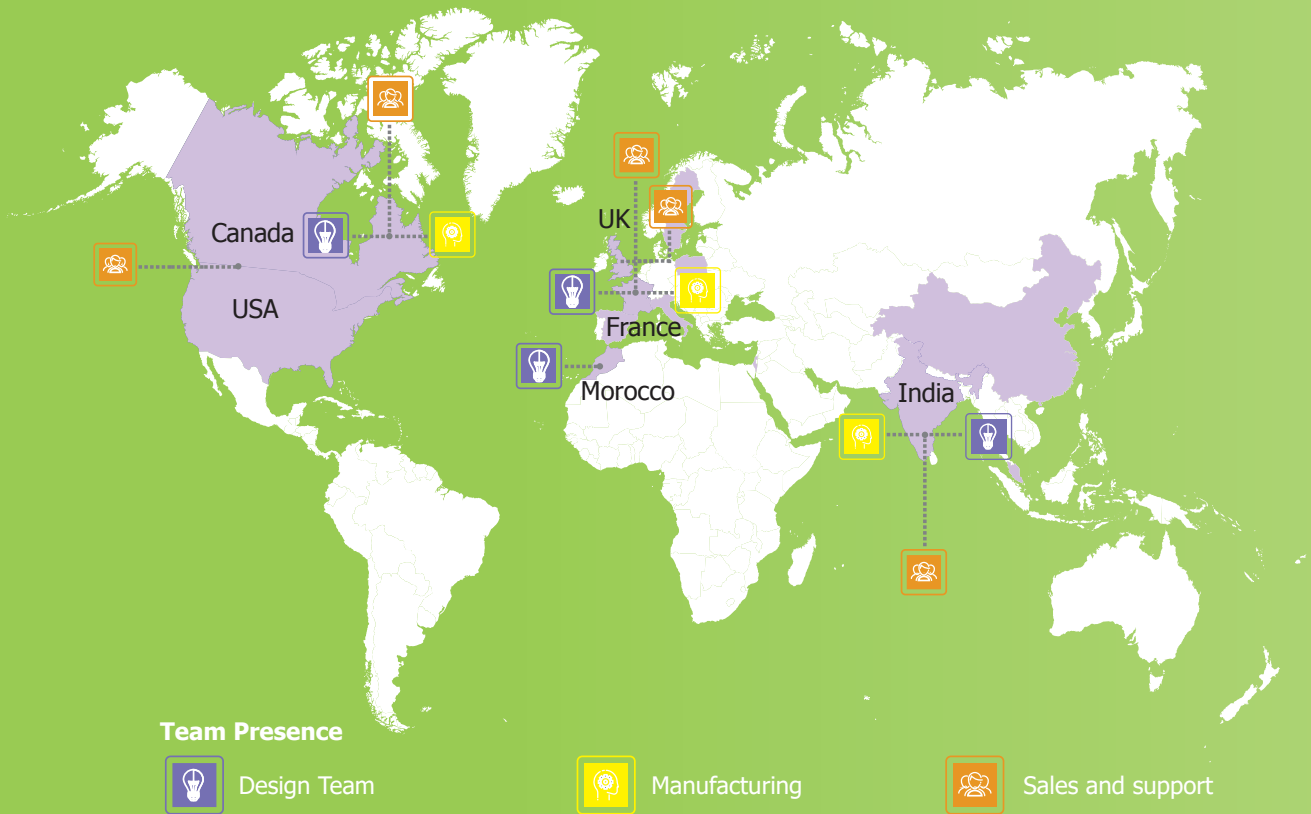 UK
Canada
USA
France
Morocco
India
Team Presence
Design Team
Manufacturing
Sales and support